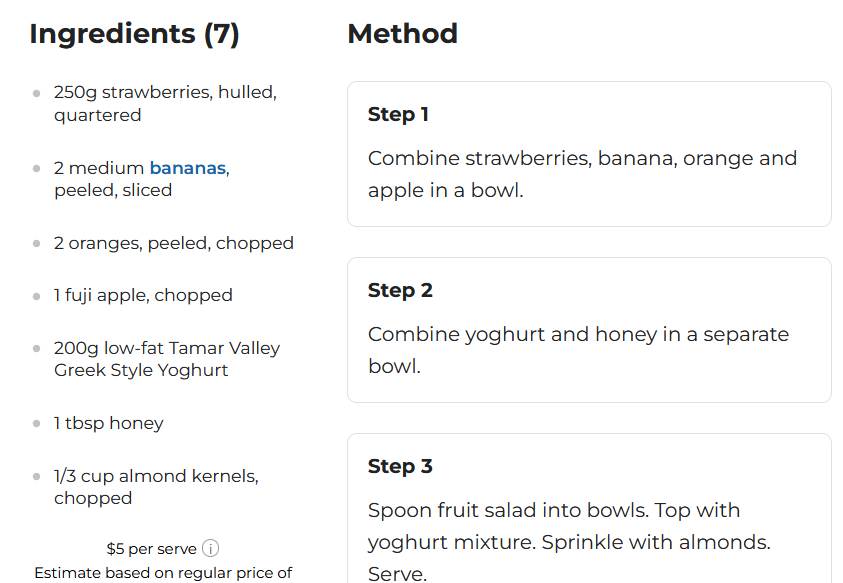 Ingredients (7)
250g strawberries, hulled,
quartered
2 medium bananas,
peeled, sliced
2 oranges, peeled, chopped
1 fuji apple, chopped
200g low-fat Tamar Valley
Greek Style Yoghurt
1 tbsp honey
1/3 cup almond kernels,
chopped
$5 per serve
Estimate based on regular price of
Method
Step 1
Combine strawberries, banana, orange and
apple in a bowl.
Step 2
Combine yoghurt and honey in a separate
bowl.
Step 3
Spoon fruit salad into bowls. Top with
yoghurt mixture. Sprinkle with almonds.
Serve.